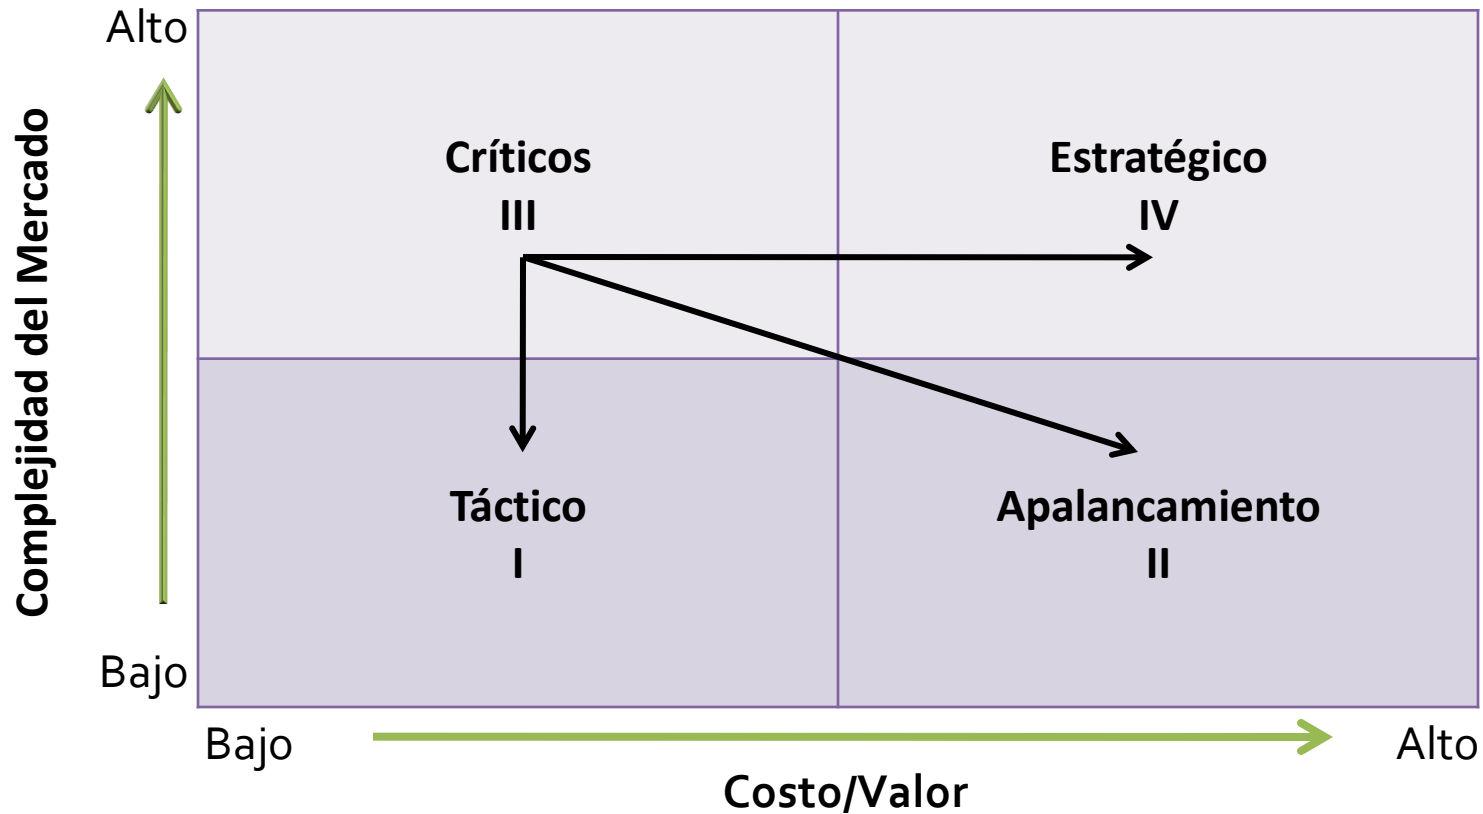 Alto
Complejidad del Mercado
Críticos
III
Estratégico
IV
Táctico
I
Apalancamiento
II
Bajo
Bajo
Alto
Costo/Valor